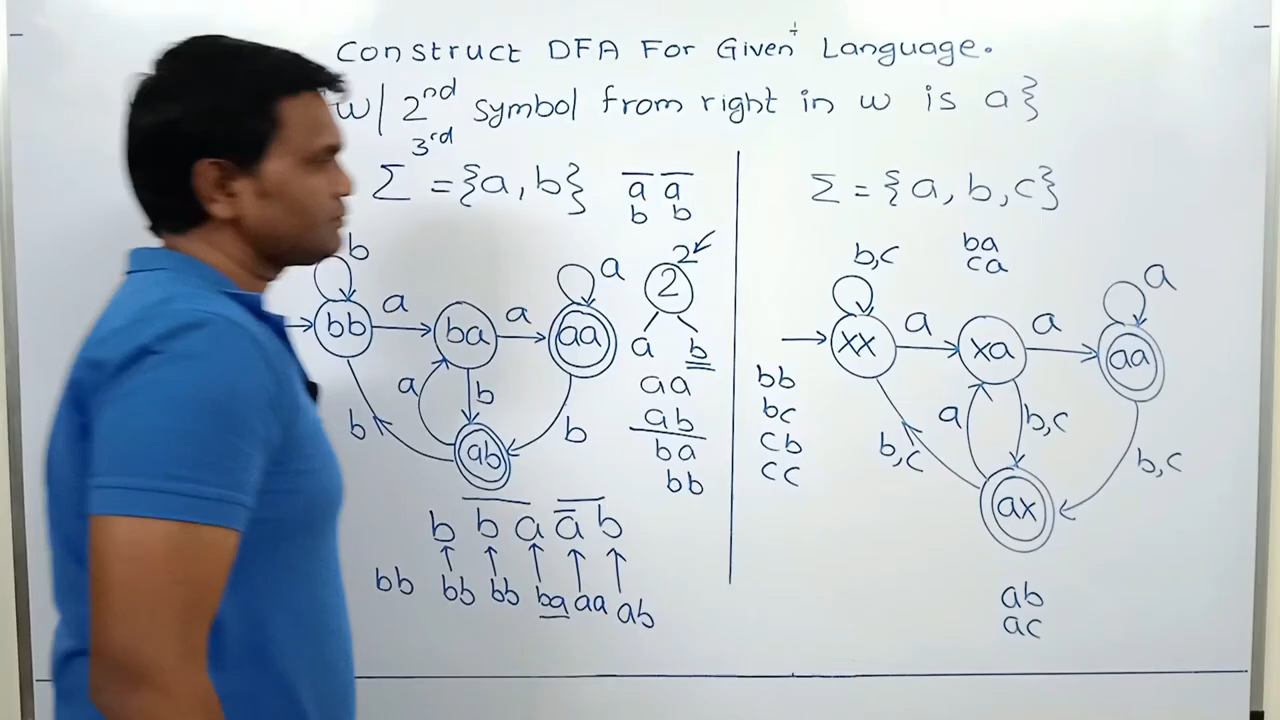 Construct DFA For Given Language.
w| 2nd symbol from right in w is a}
3rd
Σ = {a, b}
a a
b b
b
a
bb
a
ba
a
aa
b
a
b
b
ab
2
2
a b
aa
ab
ba
bb
b b a a b
bb bb bb ba aa ab
Σ = {a, b, c}
b,c
ba
ca
a
xx
a
xa
a
aa
bb
bc
cb
cc
b,c
a
b,c
b,c
ax
ab
ac